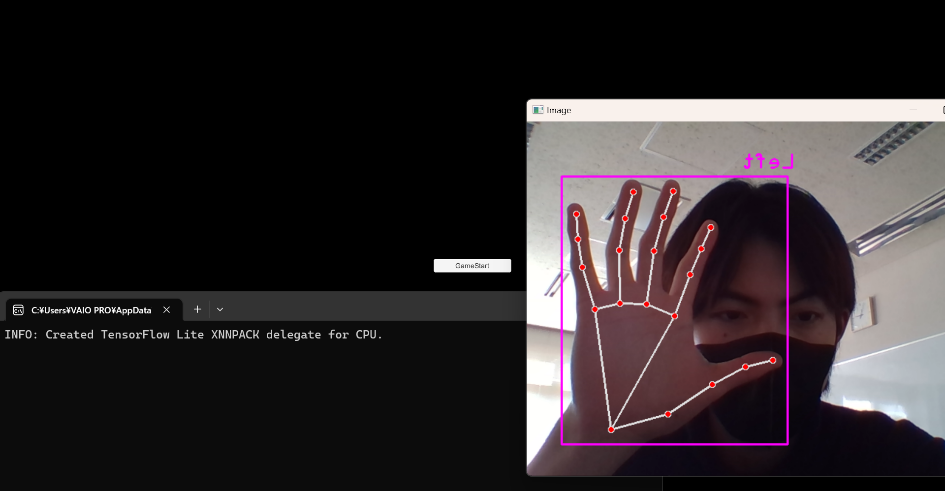 Image
Left
GameStart
C:¥Users¥VAIO PRO¥AppData
INFO: Created TensorFlow Lite XNNPACK delegate for CPU.